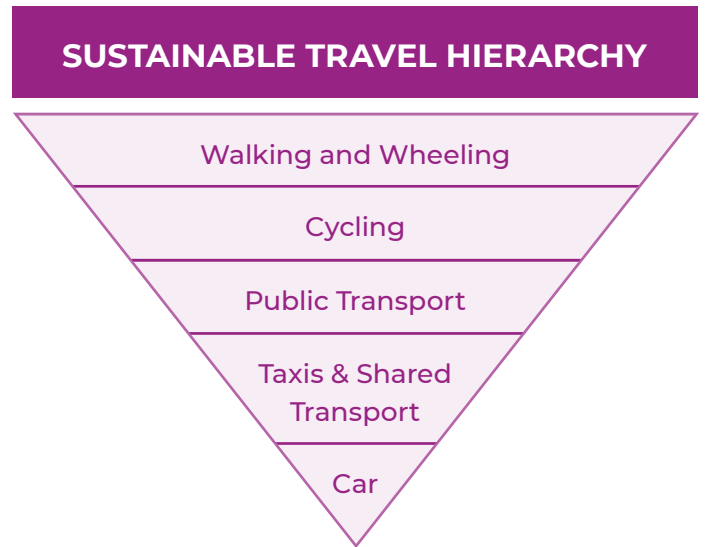 SUSTAINABLE TRAVEL HIERARCHY
Walking and Wheeling
Cycling
Public Transport
Taxis & Shared
Transport
Car